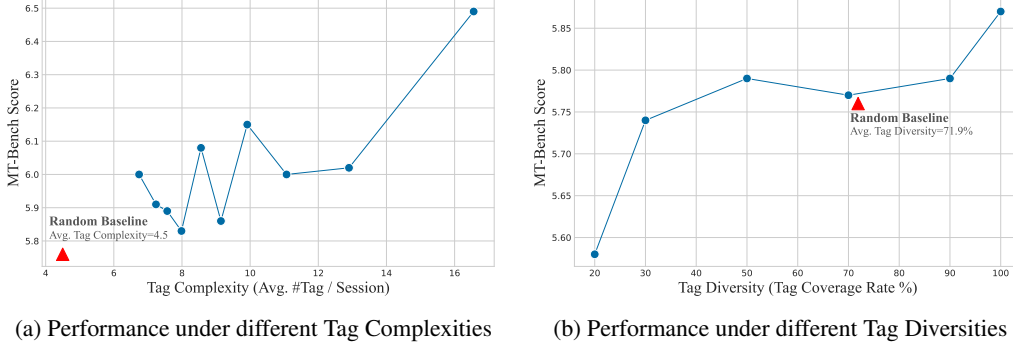 6.5
6.4
6.3
6.2
6.1
6.0
5.9
5.8
MT-Bench Score
Random Baseline
Avg. Tag Complexity=4.5
4 6 8 10 12 14 16
Tag Complexity (Avg. #Tag / Session)
(a) Performance under different Tag Complexities
5.85
5.80
5.75
5.70
5.65
5.60
MT-Bench Score
Random Baseline
Avg. Tag Diversity=71.9%
20 30 40 50 60 70 80 90 100
Tag Diversity (Tag Coverage Rate %)
(b) Performance under different Tag Diversities